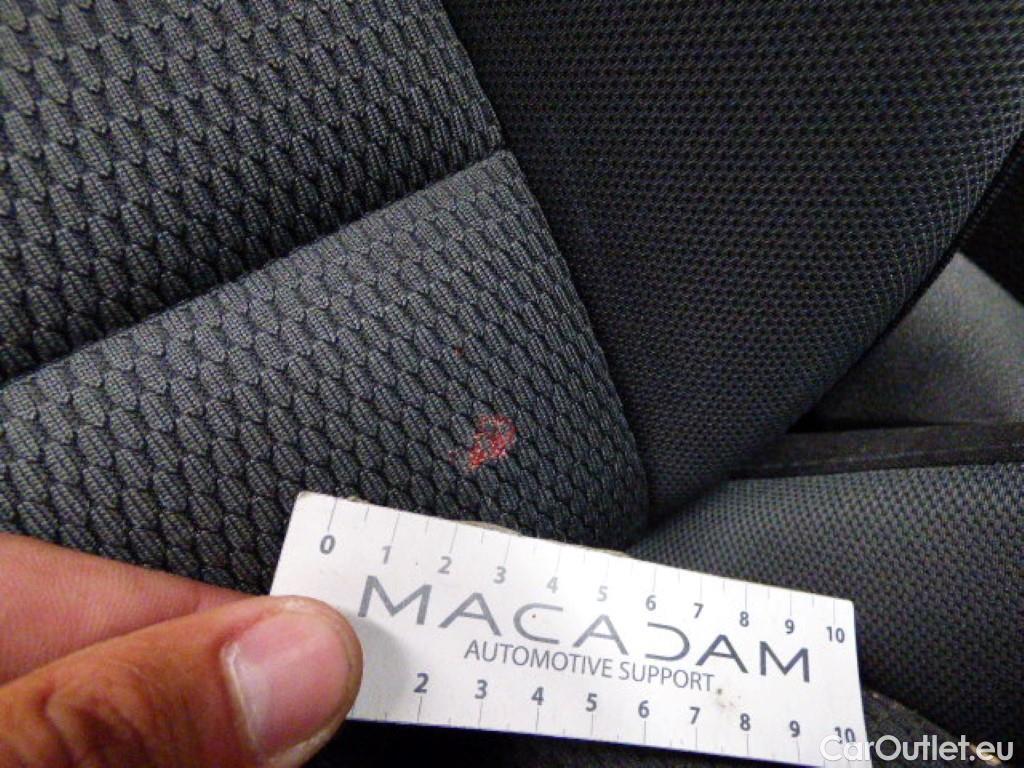 0 1 2 3 4 5 6 7 8 9 10
MACADAM
AUTOMOTIVE SUPPORT
2 3 4 5 6 7 8 9 10
CarOutlet.eu